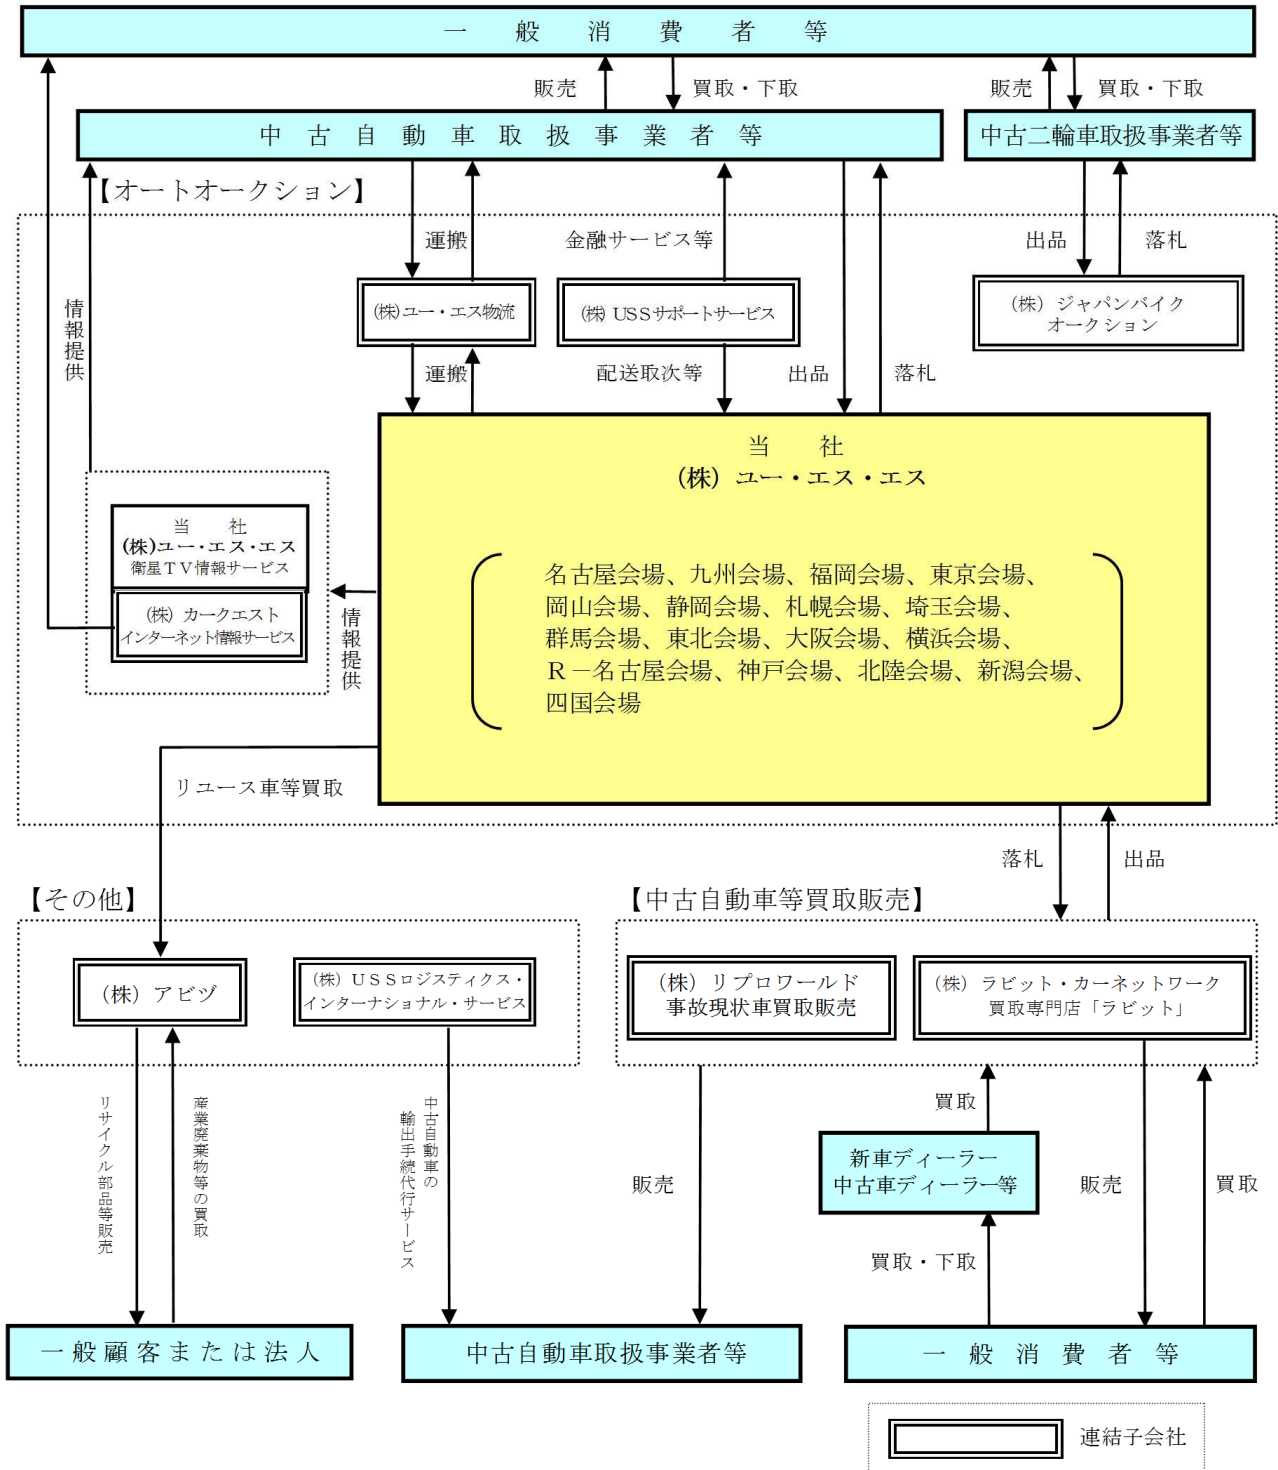 一般消費者等
販売
買取・下取
販売
買取・下取
中古自動車取扱事業者等
中古二輪車取扱事業者等
【オートオークション】
運搬
金融サービス等
出品
落札
情報提供
(株)ユー・エス物流
(株)USSサポートサービス
(株)ジャパンバイク
オークション
運搬
配送取次等
出品
落札
当社
(株)ユー・エス・エス
当社
(株)ユー・エス・エス
衛星TV情報サービス
(株)カークエスト
インターネット情報サービス
情報提供
名古屋会場、九州会場、福岡会場、東京会場、
岡山会場、静岡会場、札幌会場、埼玉会場、
群馬会場、東北会場、大阪会場、横浜会場、
R-名古屋会場、神戸会場、北陸会場、新潟会場、
四国会場
リユース車等買取
落札
出品
【その他】
【中古自動車等買取販売】
(株)アビヅ
(株)USSロジスティクス・
インターナショナル・サービス
(株)リプロワールド
事故現状車買取販売
(株)ラビット・カーネットワーク
買取専門店「ラビット」
リサイクル部品等販売
産業廃棄物等の買取
中古自動車の
輸出手続代行サービス
販売
買取
新車ディーラー
中古車ディーラー等
販売
買取
買取・下取
一般顧客または法人
中古自動車取扱事業者等
一般消費者等
連結子会社